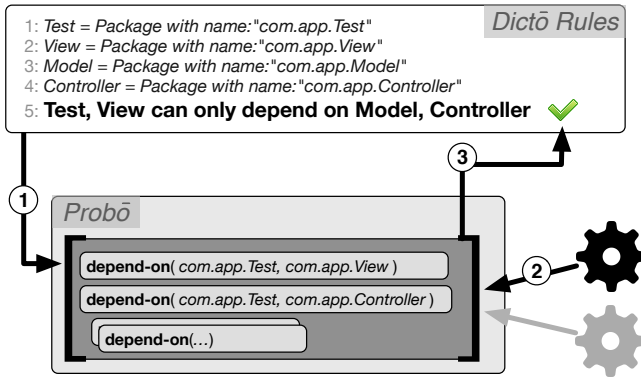 Dictō Rules
1: Test = Package with name:"com.app.Test"
2: View = Package with name:"com.app.View"
3: Model = Package with name:"com.app.Model"
4: Controller = Package with name:"com.app.Controller"
5: Test, View can only depend on Model, Controller
3
1
Probō
depend-on( com.app.Test, com.app.View )
2
depend-on( com.app.Test, com.app.Controller )
depend-on(…)